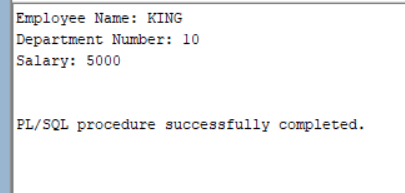 Employee Name: KING
Department Number: 10
Salary: 5000
PL/SQL procedure successfully completed.